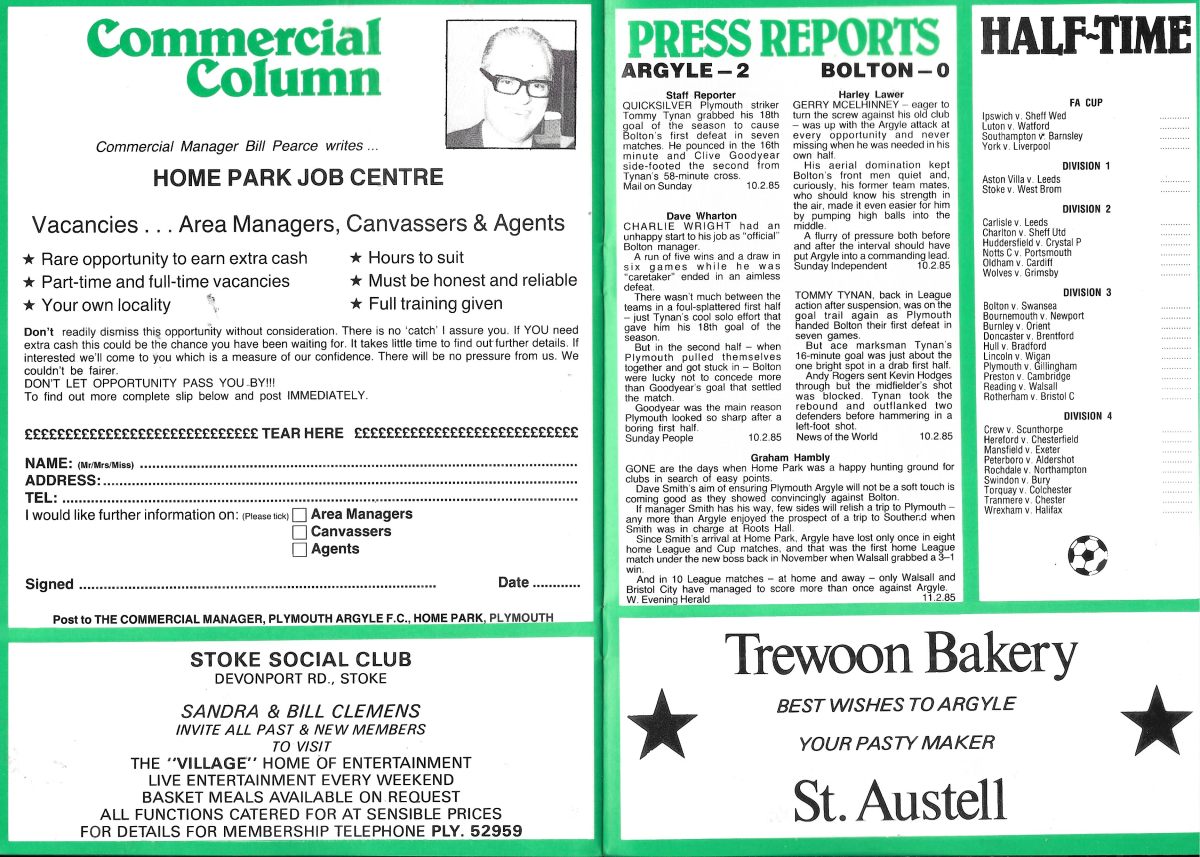 Commercial
Column
Commercial Manager Bill Pearce writes ...
HOME PARK JOB CENTRE
Vacancies . . . Area Managers, Canvassers & Agents
★ Rare opportunity to earn extra cash
★ Part-time and full-time vacancies
★ Your own locality
★ Hours to suit
★ Must be honest and reliable
★ Full training given
Don't readily dismiss this opportunity without consideration. There is no 'catch' I assure you. If YOU need
extra cash this could be the chance you have been waiting for. It takes little time to find out further details. If
interested we'll come to you which is a measure of our confidence. There will be no pressure from us. We
couldn't be fairer.
DON'T LET OPPORTUNITY PASS YOU BY!!!
To find out more complete slip below and post IMMEDIATELY.
£££££££££££££££££££££££££££££ TEAR HERE ££££££££££££££££££££££££££££
NAME: (Mr/Mrs/Miss) ........................................
ADDRESS: ........................................
TEL: ........................................
I would like further information on: (Please tick) □ Area Managers
□ Canvassers
□ Agents
Signed ........................................ Date ............
Post to THE COMMERCIAL MANAGER, PLYMOUTH ARGYLE F.C., HOME PARK, PLYMOUTH
STOKE SOCIAL CLUB
DEVONPORT RD., STOKE
SANDRA & BILL CLEMENS
INVITE ALL PAST & NEW MEMBERS
TO VISIT
THE "VILLAGE" HOME OF ENTERTAINMENT
LIVE ENTERTAINMENT EVERY WEEKEND
BASKET MEALS AVAILABLE ON REQUEST
ALL FUNCTIONS CATERED FOR AT SENSIBLE PRICES
FOR DETAILS FOR MEMBERSHIP TELEPHONE PLY. 52959
PRESS REPORTS
ARGYLE – 2 BOLTON – 0
Staff Reporter
QUICKSILVER Plymouth striker
Tommy Tynan grabbed his 18th
goal of the season to cause
Bolton's first defeat in seven
matches. He pounced in the 16th
minute and Clive Goodyear
side-footed the second from
Tynan's 58-minute cross.
Mail on Sunday 10.2.85
Dave Wharton
CHARLIE WRIGHT had an
unhappy start to his job as "official"
Bolton manager.
A run of five wins and a draw in
six games while he was
"caretaker" ended in an aimless
defeat.
There wasn't much between the
teams in a foul-splattered first half
– just Tynan's cool solo effort that
gave him his 18th goal of the
season.
But in the second half – when
Plymouth pulled themselves
together and got stuck in – Bolton
were lucky not to concede more
than Goodyear's goal that settled
the match.
Goodyear was the main reason
Plymouth looked so sharp after a
boring first half.
Sunday People 10.2.85
Harley Lawer
GERRY MCELHINNEY – eager to
turn the screw against his old club
– was up with the Argyle attack at
every opportunity and never
missing when he was needed in his
own half.
His aerial domination kept
Bolton's front men quiet and,
curiously, his former team mates,
who should know his strength in
the air, made it even easier for him
by pumping high balls into the
middle.
A flurry of pressure both before
and after the interval should have
put Argyle into a commanding lead.
Sunday Independent 10.2.85
TOMMY TYNAN, back in League
action after suspension. was on the
goal trail again as Plymouth
handed Bolton their first defeat in
seven games.
But ace marksman Tynan's
16-minute goal was just about the
one bright spot in a drab first half.
Andy Rogers sent Kevin Hodges
through but the midfielder's shot
was blocked. Tynan took the
rebound and outflanked two
defenders before hammering in a
left-foot shot.
News of the World 10.2.85
Graham Hambly
GONE are the days when Home Park was a happy hunting ground for
clubs in search of easy points.
Dave Smith's aim of ensuring Plymouth Argyle will not be a soft touch is
coming good as they showed convincingly against Bolton.
If manager Smith has his way, few sides will relish a trip to Plymouth –
any more than Argyle enjoyed the prospect of a trip to Southend when
Smith was in charge at Roots Hall.
Since Smith's arrival at Home Park, Argyle have lost only once in eight
home League and Cup matches, and that was the first home League
match under the new boss back in November when Walsall grabbed a 3–1
win.
And in 10 League matches – at home and away – only Walsall and
Bristol City have managed to score more than once against Argyle.
W. Evening Herald 11.2.85
HALF-TIME
FA CUP
Ipswich v. Sheff Wed ............
Luton v. Watford ............
Southampton v. Barnsley ............
York v. Liverpool ............
DIVISION 1
Aston Villa v. Leeds ............
Stoke v. West Brom ............
DIVISION 2
Carlisle v. Leeds ............
Charlton v. Sheff Utd ............
Huddersfield v. Crystal P ............
Notts C v. Portsmouth ............
Oldham v. Cardiff ............
Wolves v. Grimsby ............
DIVISION 3
Bolton v. Swansea ............
Bournemouth v. Newport ............
Burnley v. Orient ............
Doncaster v. Brentford ............
Hull v. Bradford ............
Lincoln v. Wigan ............
Plymouth v. Gillingham ............
Preston v. Cambridge ............
Reading v. Walsall ............
Rotherham v. Bristol C ............
DIVISION 4
Crew v. Scunthorpe ............
Hereford v. Chesterfield ............
Mansfield v. Exeter ............
Peterboro v. Aldershot ............
Rochdale v. Northampton ............
Swindon v. Bury ............
Torquay v. Colchester ............
Tranmere v. Chester ............
Wrexham v. Halifax ............
Trewoon Bakery
BEST WISHES TO ARGYLE
YOUR PASTY MAKER
St. Austell